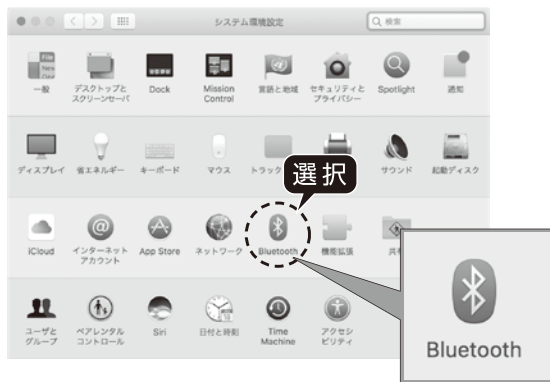 システム環境設定
検索
File
New
一般
デスクトップと
スクリーンセーバ
Dock
Mission
Control
言語と地域
セキュリティと
プライバシー
Spotlight
通知
ディスプレイ
省エネルギー
キーボード
マウス
トラック
サウンド
起動ディスク
選択
iCloud
インターネット
アカウント
App Store
ネットワーク
Bluetooth
機能拡張
共有
Bluetooth
ユーザと
グループ
ペアレンタル
コントロール
Siri
日付と時刻
Time
Machine
アクセシ
ビリティ